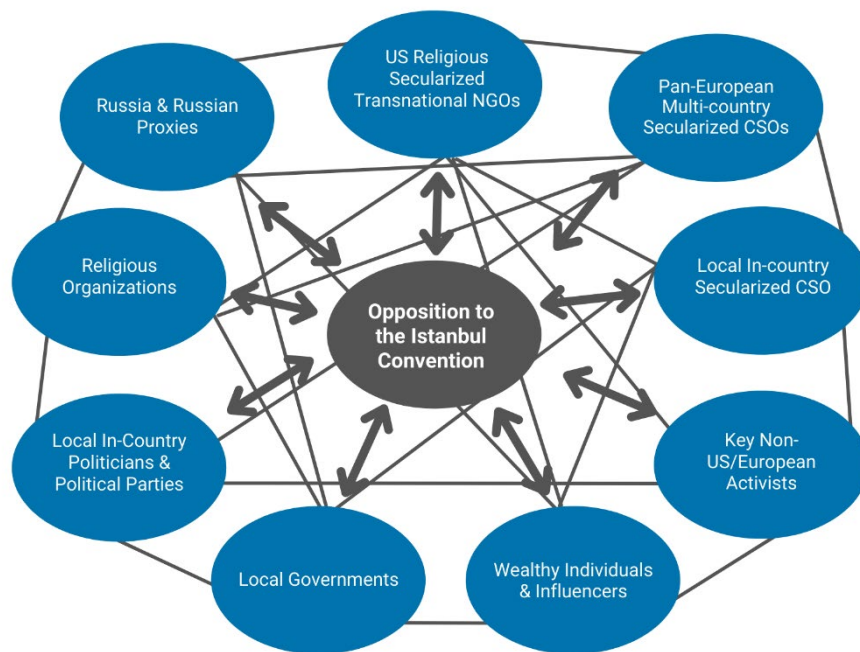 US Religious
Secularized
Transnational NGOs
Pan-European
Multi-country
Secularized CSOs
Russia & Russian
Proxies
Religious
Organizations
Local In-country
Secularized CSO
Opposition to
the Istanbul
Convention
Local In-Country
Politicians &
Political Parties
Key Non-
US/European
Activists
Local Governments
Wealthy Individuals
& Influencers